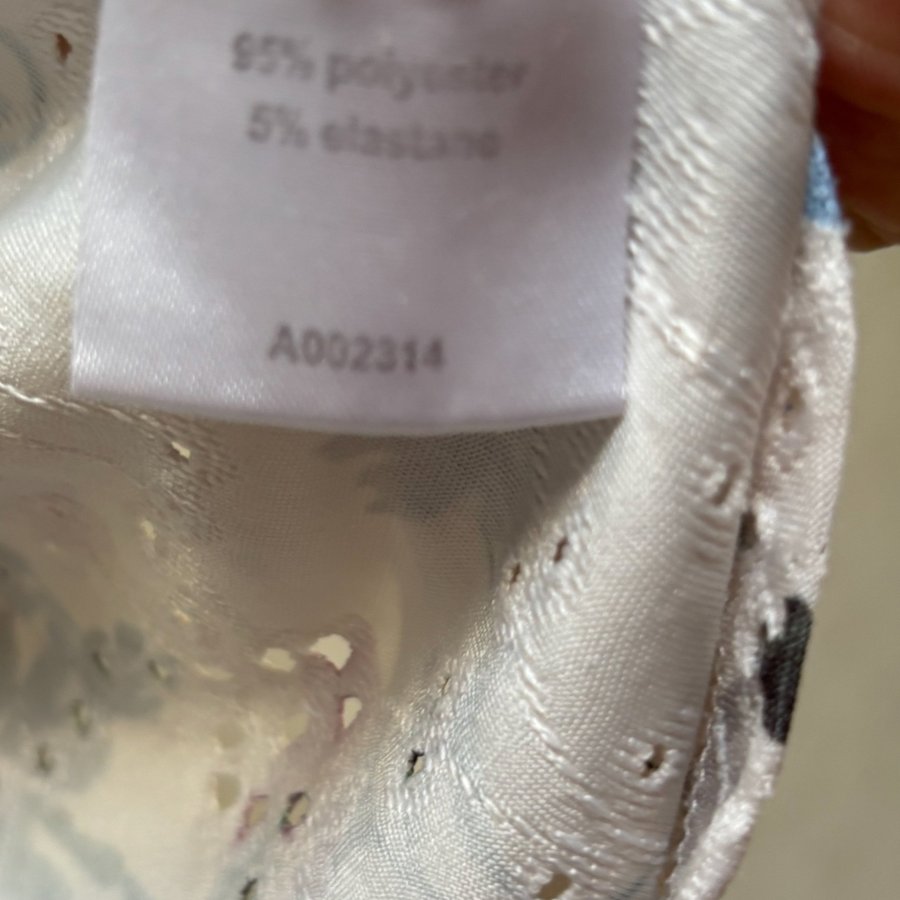 95% polyester
5% elastane
A002314